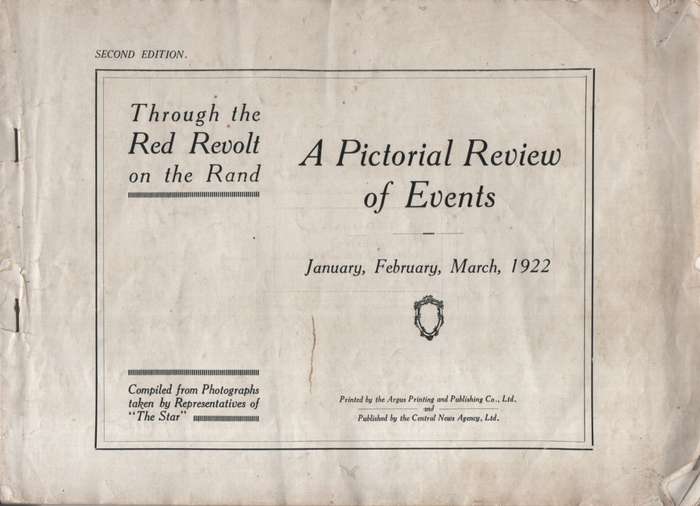 SECOND EDITION.
Through the
Red Revolt
on the Rand
A Pictorial Review
of Events
January, February, March, 1922
Compiled from Photographs
taken by Representatives of
"The Star"
Printed by the Argus Printing and Publishing Co., Ltd.
and
Published by the Central News Agency, Ltd.